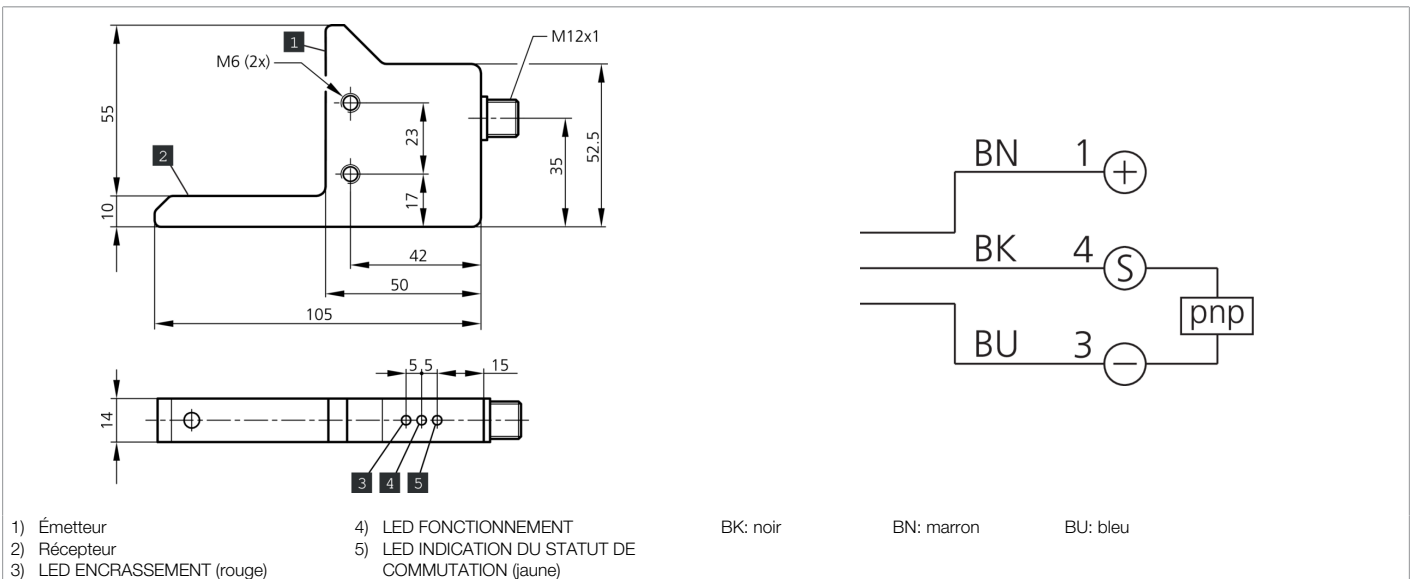 1
M12x1
M6 (2x)
55
23
52.5
35
2
17
10
42
50
105
BN 1 +
BK 4 S
pnp
BU 3 −
5 5 15
14
3 4 5
1) Émetteur
2) Récepteur
3) LED ENCRASSEMENT (rouge)
4) LED FONCTIONNEMENT
5) LED INDICATION DU STATUT DE
COMMUTATION (jaune)
BK: noir BN: marron BU: bleu